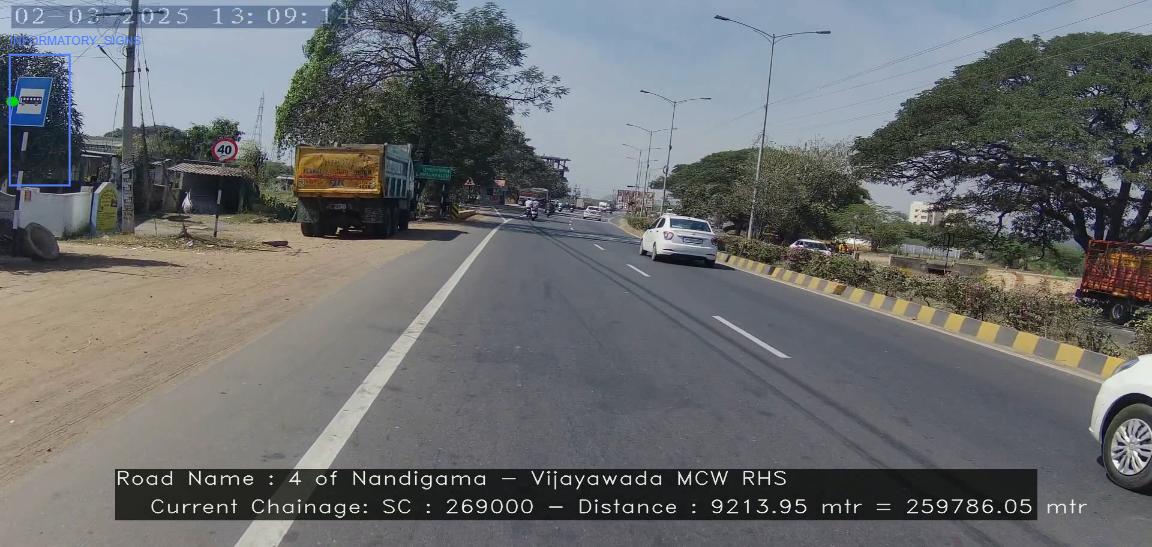 02-03-2025 13:09:14
INFORMATORY_SIGNS
40
Road Name : 4 of Nandigama - Vijayawada MCW RHS
Current Chainage: SC : 269000 - Distance : 9213.95 mtr = 259786.05 mtr